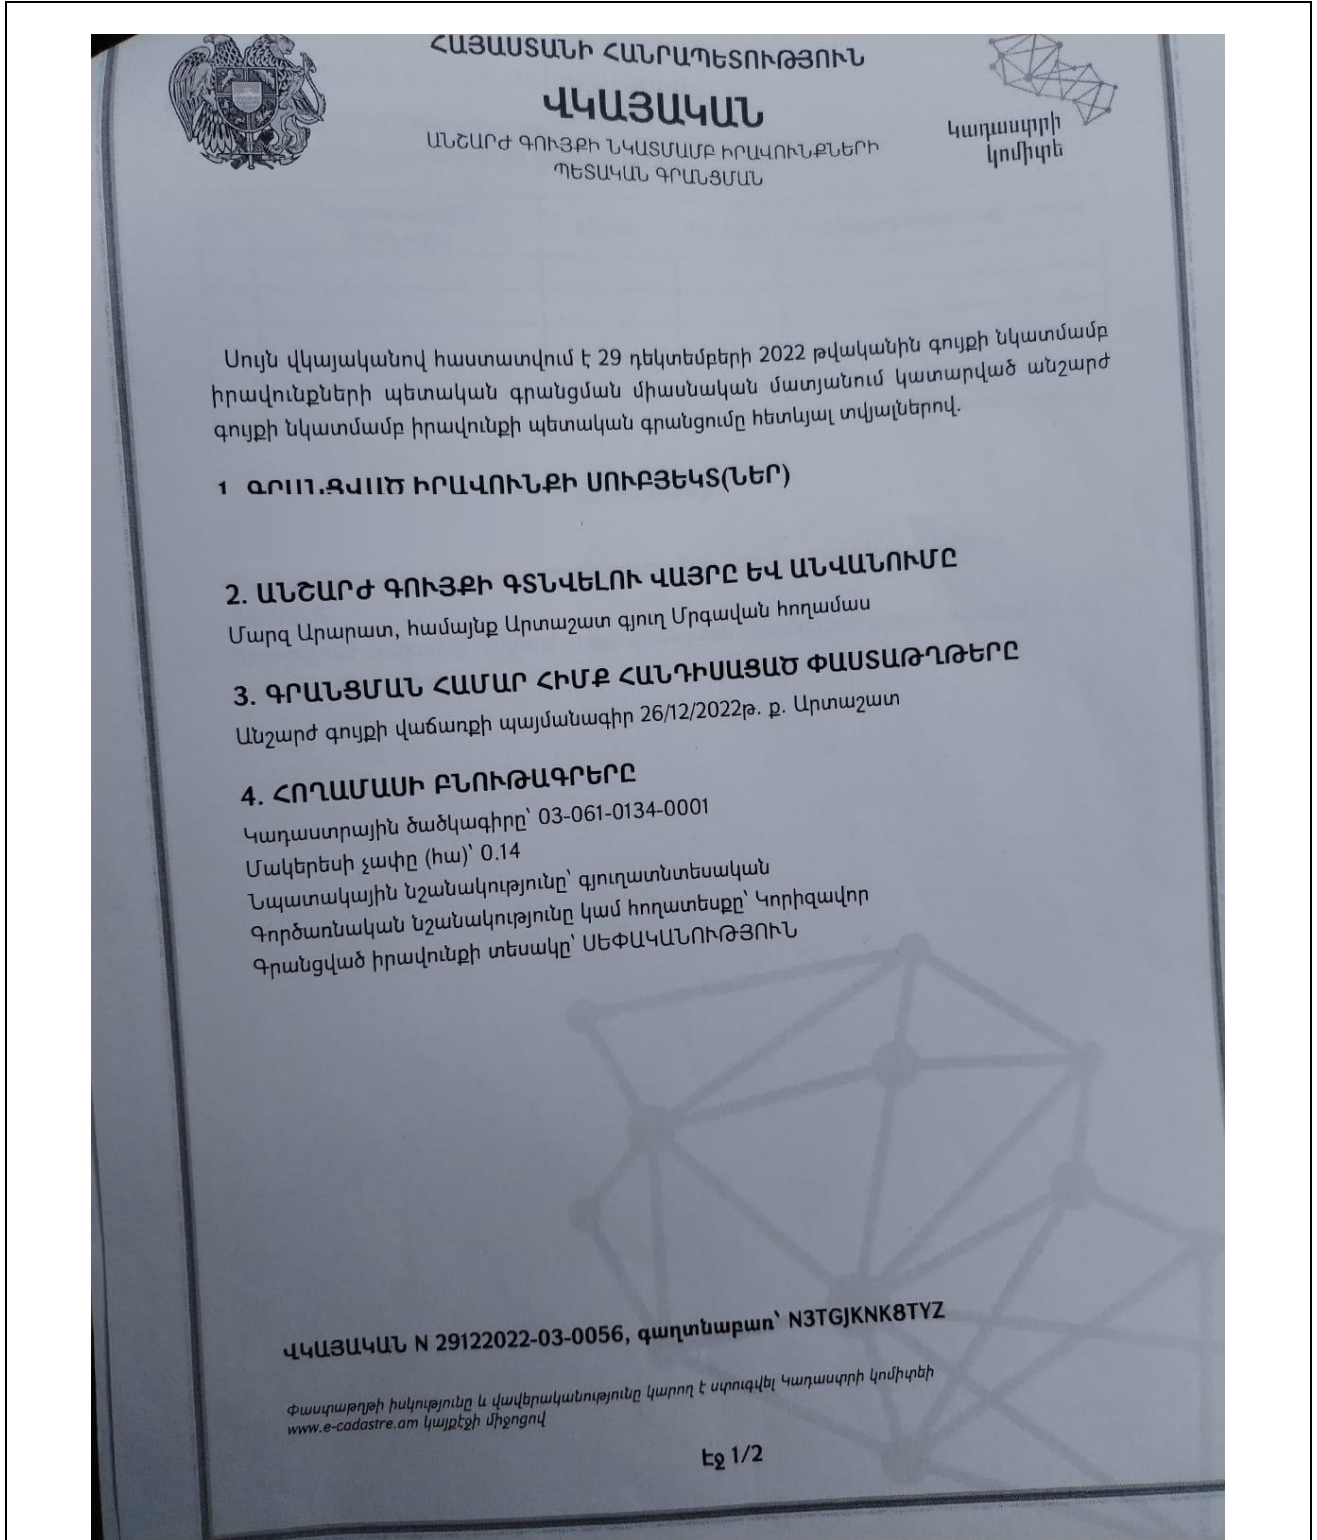 ՀԱՅԱՍՏԱՆԻ ՀԱՆՐԱՊԵՏՈՒԹՅՈՒՆ
ՎԿԱՅԱԿԱՆ
ԱՆՇԱՐԺ ԳՈՒՅՔԻ ՆԿԱՏՄԱՄԲ ԻՐԱՎՈՒՆՔՆԵՐԻ
ՊԵՏԱԿԱՆ ԳՐԱՆՑՄԱՆ
Կադաստրի
կոմիտե
Սույն վկայականով հաստատվում է 29 դեկտեմբերի 2022 թվականին գույքի նկատմամբ
իրավունքների պետական գրանցման միասնական մատյանում կատարված անշարժ
գույքի նկատմամբ իրավունքի պետական գրանցումը հետևյալ տվյալներով.
1 ԳՐԱՆՑՎԱԾ ԻՐԱՎՈՒՆՔԻ ՍՈՒԲՅԵԿՏ(ՆԵՐ)
2. ԱՆՇԱՐԺ ԳՈՒՅՔԻ ԳՏՆՎԵԼՈՒ ՎԱՅՐԸ ԵՎ ԱՆՎԱՆՈՒՄԸ
Մարզ Արարատ, համայնք Արտաշատ գյուղ Մրգավան հողամաս
3. ԳՐԱՆՑՄԱՆ ՀԱՄԱՐ ՀԻՄՔ ՀԱՆԴԻՍԱՑԱԾ ՓԱՍՏԱԹՂԹԵՐԸ
Անշարժ գույքի վաճառքի պայմանագիր 26/12/2022թ. ք. Արտաշատ
4. ՀՈՂԱՄԱՍԻ ԲՆՈՒԹԱԳՐԵՐԸ
Կադաստրային ծածկագիրը՝ 03-061-0134-0001
Մակերեսի չափը (հա)՝ 0.14
Նպատակային նշանակությունը՝ գյուղատնտեսական
Գործառնական նշանակությունը կամ հողատեսքը՝ Կորիզավոր
Գրանցված իրավունքի տեսակը՝ ՍԵՓԱԿԱՆՈՒԹՅՈՒՆ
ՎԿԱՅԱԿԱՆ N 29122022-03-0056, գաղտնաբառ՝ N3TGJKNK8TYZ
Փաստաթղթի իսկությունը և վավերականությունը կարող է ստուգվել Կադաստրի կոմիտեի
www.e-cadastre.am կայքէջի միջոցով
Էջ 1/2